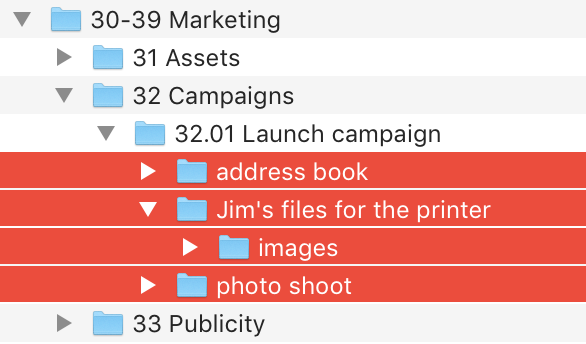 30-39 Marketing
31 Assets
32 Campaigns
32.01 Launch campaign
address book
Jim's files for the printer
images
photo shoot
33 Publicity